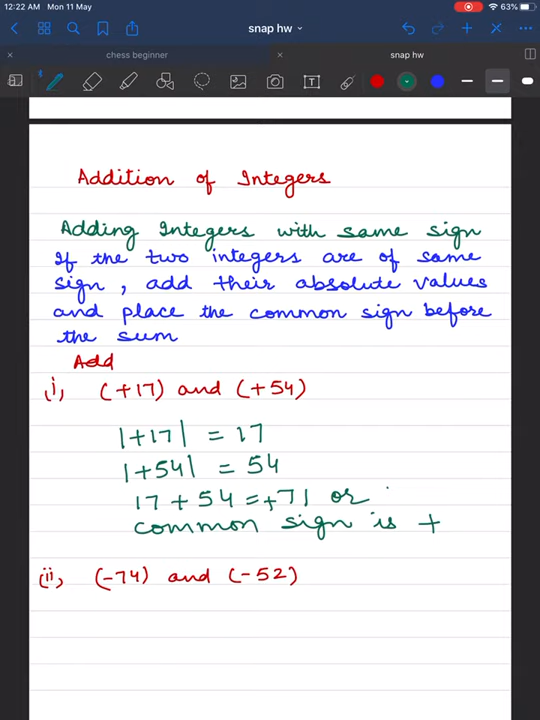 12:22 AM Mon 11 May
63%
snap hw
chess beginner
snap hw
Addition of Integers
Adding Integers with same sign
If the two integers are of same
sign, add their absolute values
and place the common sign before
the sum
Add
(i) (+17) and (+54)
|+17| = 17
|+54| = 54
17 + 54 = +71 or
common sign is +
(ii) (-74) and (-52)